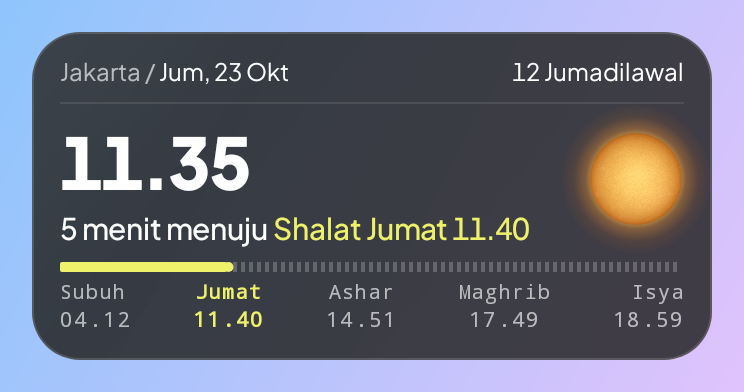 Jakarta / Jum, 23 Okt 12 Jumadilawal
11.35
5 menit menuju Shalat Jumat 11.40
Subuh Jumat Ashar Maghrib Isya
04.12 11.40 14.51 17.49 18.59